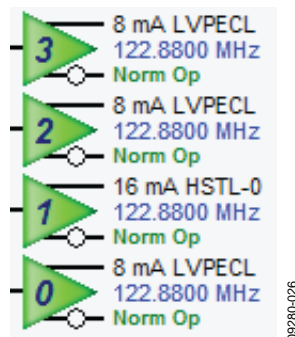 3
8 mA LVPECL
122.8800 MHz
Norm Op
2
8 mA LVPECL
122.8800 MHz
Norm Op
1
16 mA HSTL-0
122.8800 MHz
Norm Op
0
8 mA LVPECL
122.8800 MHz
Norm Op
09280-026